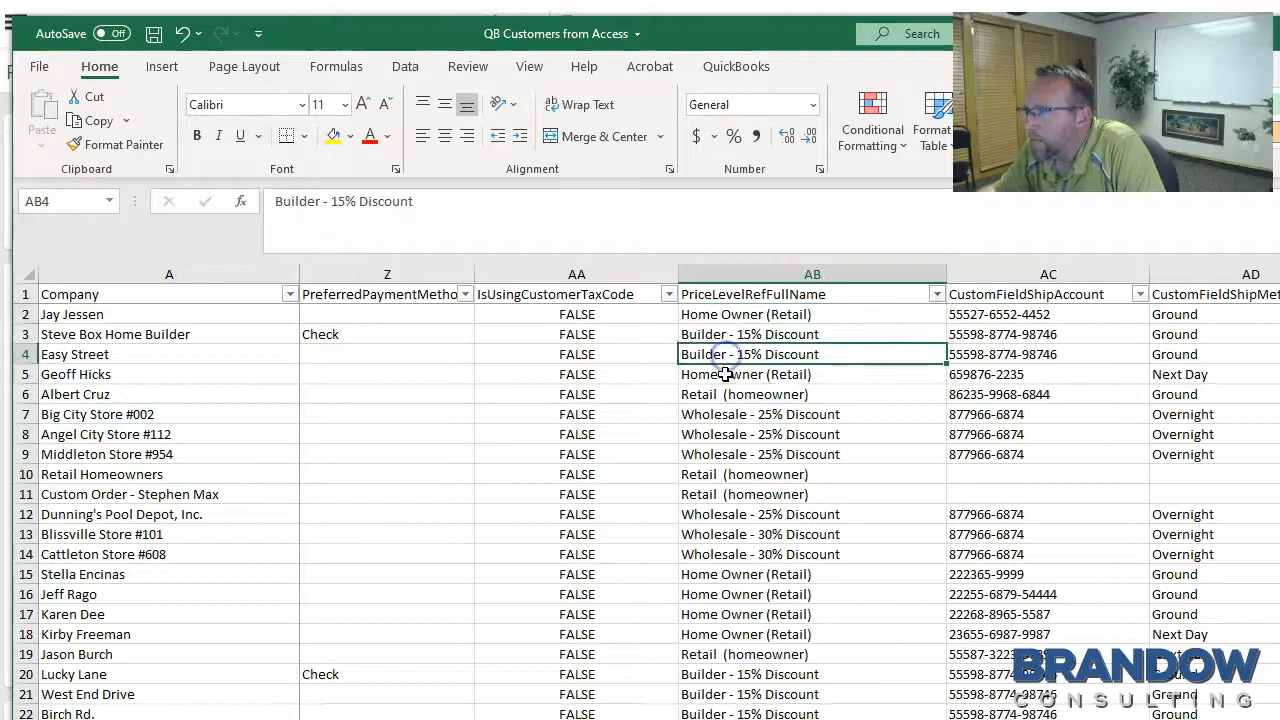 AutoSave Off QB Customers from Access Search
File Home Insert Page Layout Formulas Data Review View Help Acrobat QuickBooks
Paste Cut Copy Format Painter Clipboard
Calibri 11 A A B I U A Font
Wrap Text Merge & Center Alignment
General $ % Number
Conditional Formatting Format Table
AB4 fx Builder - 15% Discount
A Z AA AB AC AD
1 Company PreferredPaymentMetho IsUsingCustomerTaxCode PriceLevelRefFullName CustomFieldShipAccount CustomFieldShipMet
2 Jay Jessen FALSE Home Owner (Retail) 55527-6552-4452 Ground
3 Steve Box Home Builder Check FALSE Builder - 15% Discount 55598-8774-98746 Ground
4 Easy Street FALSE Builder - 15% Discount 55598-8774-98746 Ground
5 Geoff Hicks FALSE Home Owner (Retail) 659876-2235 Next Day
6 Albert Cruz FALSE Retail (homeowner) 86235-9968-6844 Ground
7 Big City Store #002 FALSE Wholesale - 25% Discount 877966-6874 Overnight
8 Angel City Store #112 FALSE Wholesale - 25% Discount 877966-6874 Overnight
9 Middleton Store #954 FALSE Wholesale - 25% Discount 877966-6874 Overnight
10 Retail Homeowners FALSE Retail (homeowner)
11 Custom Order - Stephen Max FALSE Retail (homeowner)
12 Dunning's Pool Depot, Inc. FALSE Wholesale - 25% Discount 877966-6874 Overnight
13 Blissville Store #101 FALSE Wholesale - 30% Discount 877966-6874 Overnight
14 Cattleton Store #608 FALSE Wholesale - 30% Discount 877966-6874 Overnight
15 Stella Encinas FALSE Home Owner (Retail) 222365-9999 Ground
16 Jeff Rago FALSE Home Owner (Retail) 22255-6879-54444 Ground
17 Karen Dee FALSE Home Owner (Retail) 22268-8965-5587 Ground
18 Kirby Freeman FALSE Home Owner (Retail) 23655-6987-9987 Next Day
19 Jason Burch FALSE Retail (homeowner)
20 Lucky Lane Check FALSE Builder - 15% Discount
21 West End Drive FALSE Builder - 15% Discount 55598-8774-98746 Ground
22 Birch Rd. FALSE Builder - 15% Discount 55598-8774-98746 Ground
BRANDOW
CONSULTING